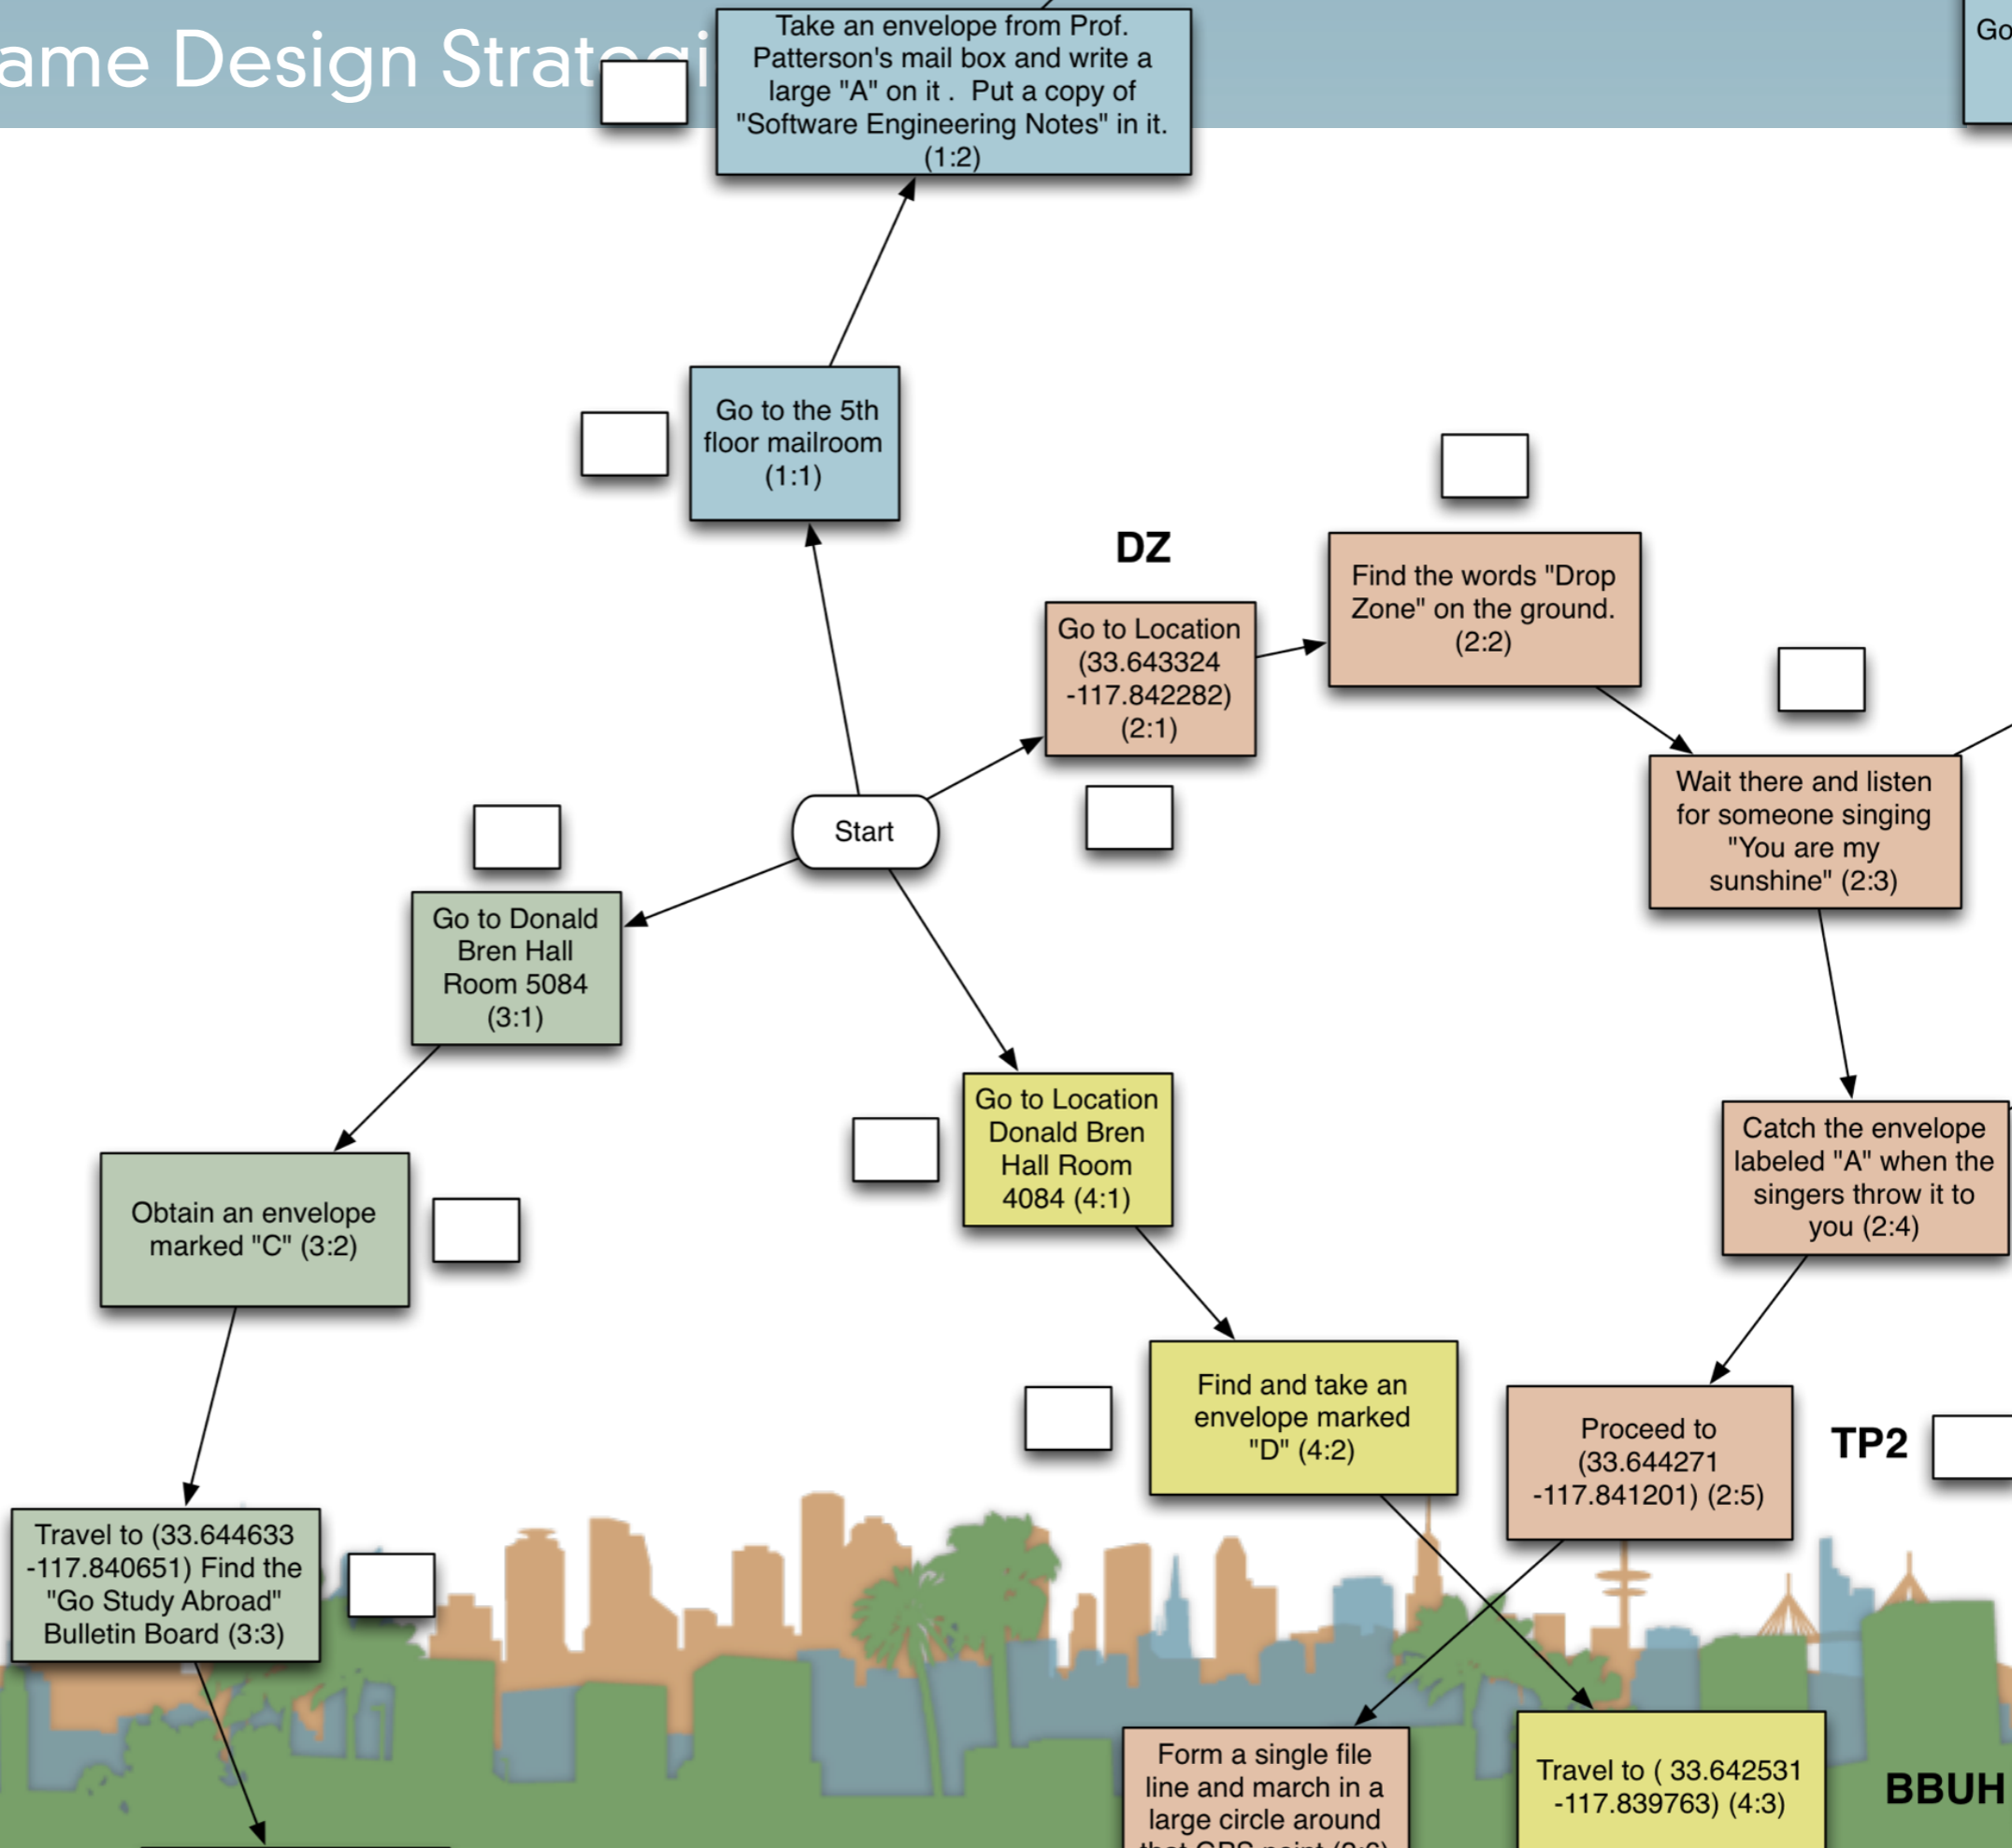 ame Design Strategi
Take an envelope from Prof.
Patterson's mail box and write a
large "A" on it .  Put a copy of
"Software Engineering Notes" in it.
(1:2)
Go
Go to the 5th
floor mailroom
(1:1)
DZ
Go to Location
(33.643324
-117.842282)
(2:1)
Find the words "Drop
Zone" on the ground.
(2:2)
Wait there and listen
for someone singing
"You are my
sunshine" (2:3)
Start
Go to Donald
Bren Hall
Room 5084
(3:1)
Go to Location
Donald Bren
Hall Room
4084 (4:1)
Catch the envelope
labeled "A" when the
singers throw it to
you (2:4)
Obtain an envelope
marked "C" (3:2)
Find and take an
envelope marked
"D" (4:2)
Proceed to
(33.644271
-117.841201) (2:5)
TP2
Travel to (33.644633
-117.840651) Find the
"Go Study Abroad"
Bulletin Board (3:3)
Form a single file
line and march in a
large circle around
that GPS point (2:6)
Travel to ( 33.642531
-117.839763) (4:3)
BBUH